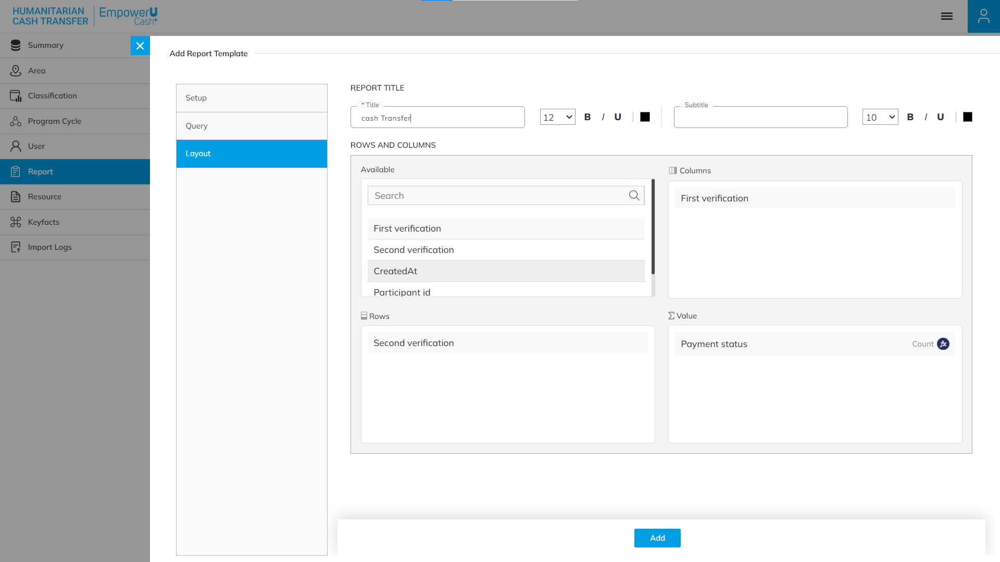 HUMANITARIAN
CASH TRANSFER
EmpowerU
Cash+
Summary
Area
Classification
Program Cycle
User
Report
Resource
Keyfacts
Import Logs
Add Report Template
Setup
Query
Layout
REPORT TITLE
* Title
cash Transfer
12
B
I
U
Subtitle
10
B
I
U
ROWS AND COLUMNS
Available
Search
First verification
Second verification
CreatedAt
Participant id
Columns
First verification
Rows
Second verification
Σ Value
Payment status
Count
fx
Add